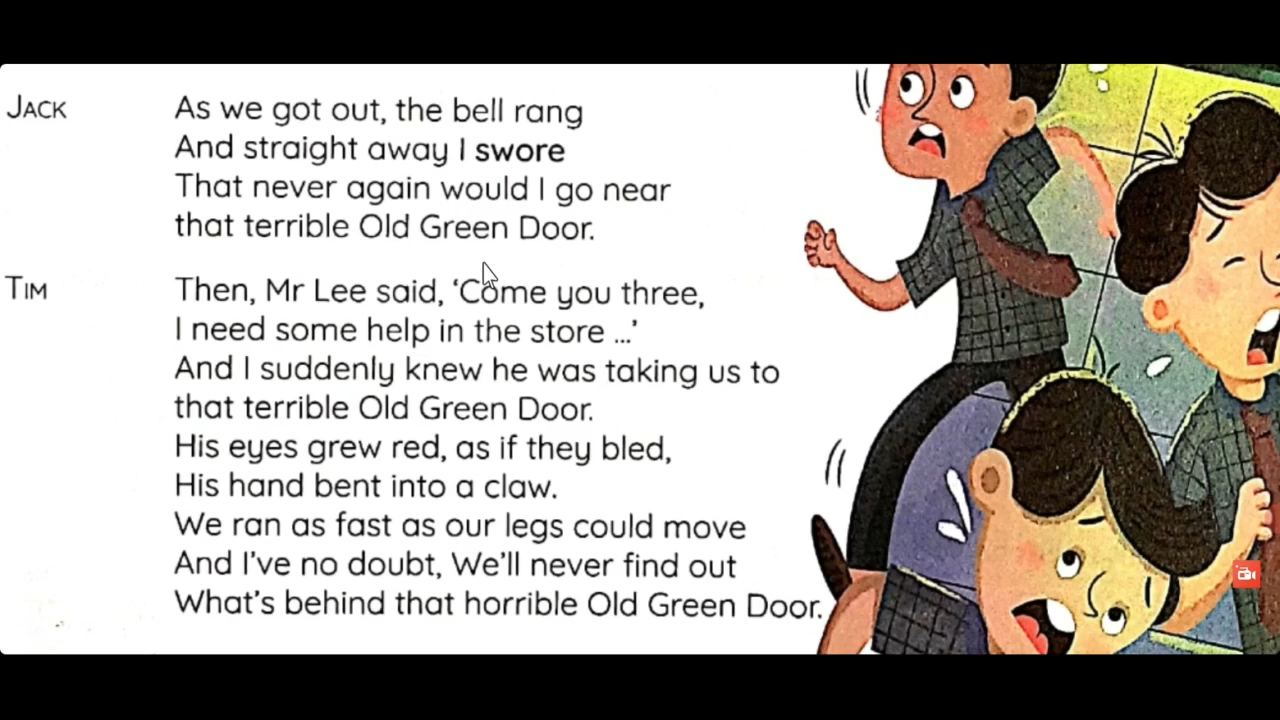 JACK
As we got out, the bell rang
And straight away I swore
That never again would I go near
that terrible Old Green Door.
TIM
Then, Mr Lee said, ‘Come you three,
I need some help in the store ...’
And I suddenly knew he was taking us to
that terrible Old Green Door.
His eyes grew red, as if they bled,
His hand bent into a claw.
We ran as fast as our legs could move
And I’ve no doubt, We’ll never find out
What’s behind that horrible Old Green Door.